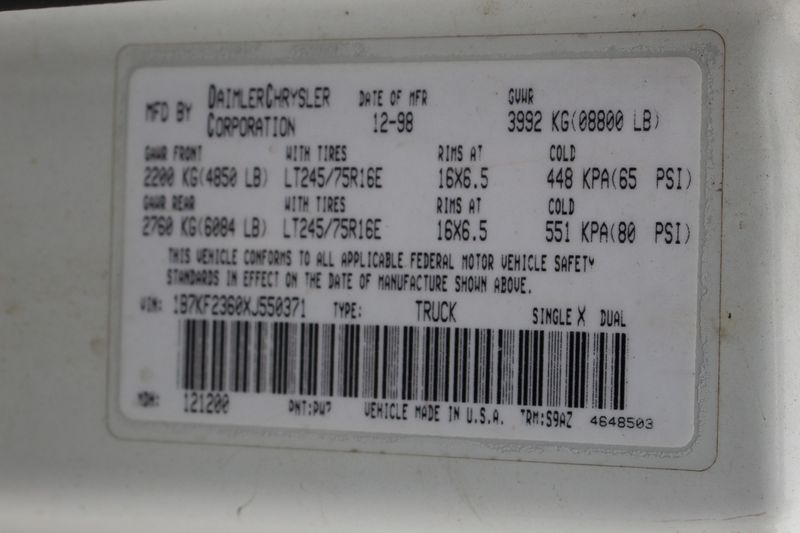 MFD BY DAIMLERCHRYSLER CORPORATION DATE OF MFR 12-98 GVWR 3992 KG(08800 LB)
GAWR FRONT WITH TIRES RIMS AT COLD
2200 KG(4850 LB) LT245/75R16E 16X6.5 448 KPA(65 PSI)
GAWR REAR WITH TIRES RIMS AT COLD
2760 KG(6084 LB) LT245/75R16E 16X6.5 551 KPA(80 PSI)
THIS VEHICLE CONFORMS TO ALL APPLICABLE FEDERAL MOTOR VEHICLE SAFETY
STANDARDS IN EFFECT ON THE DATE OF MANUFACTURE SHOWN ABOVE.
VIN: 1B7KF2360XJ550371 TYPE: TRUCK SINGLE X DUAL
MDH: 121200 PNT:PW7 VEHICLE MADE IN U.S.A. TRM:S9AZ 4648503